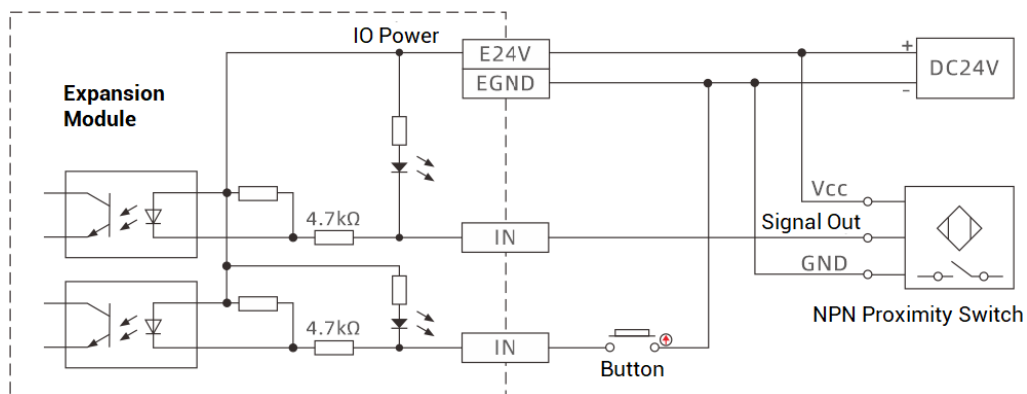 IO Power
E24V
EGND
+
-
DC24V
Expansion
Module
Vcc
4.7kΩ
Signal Out
IN
GND
NPN Proximity Switch
4.7kΩ
IN
Button